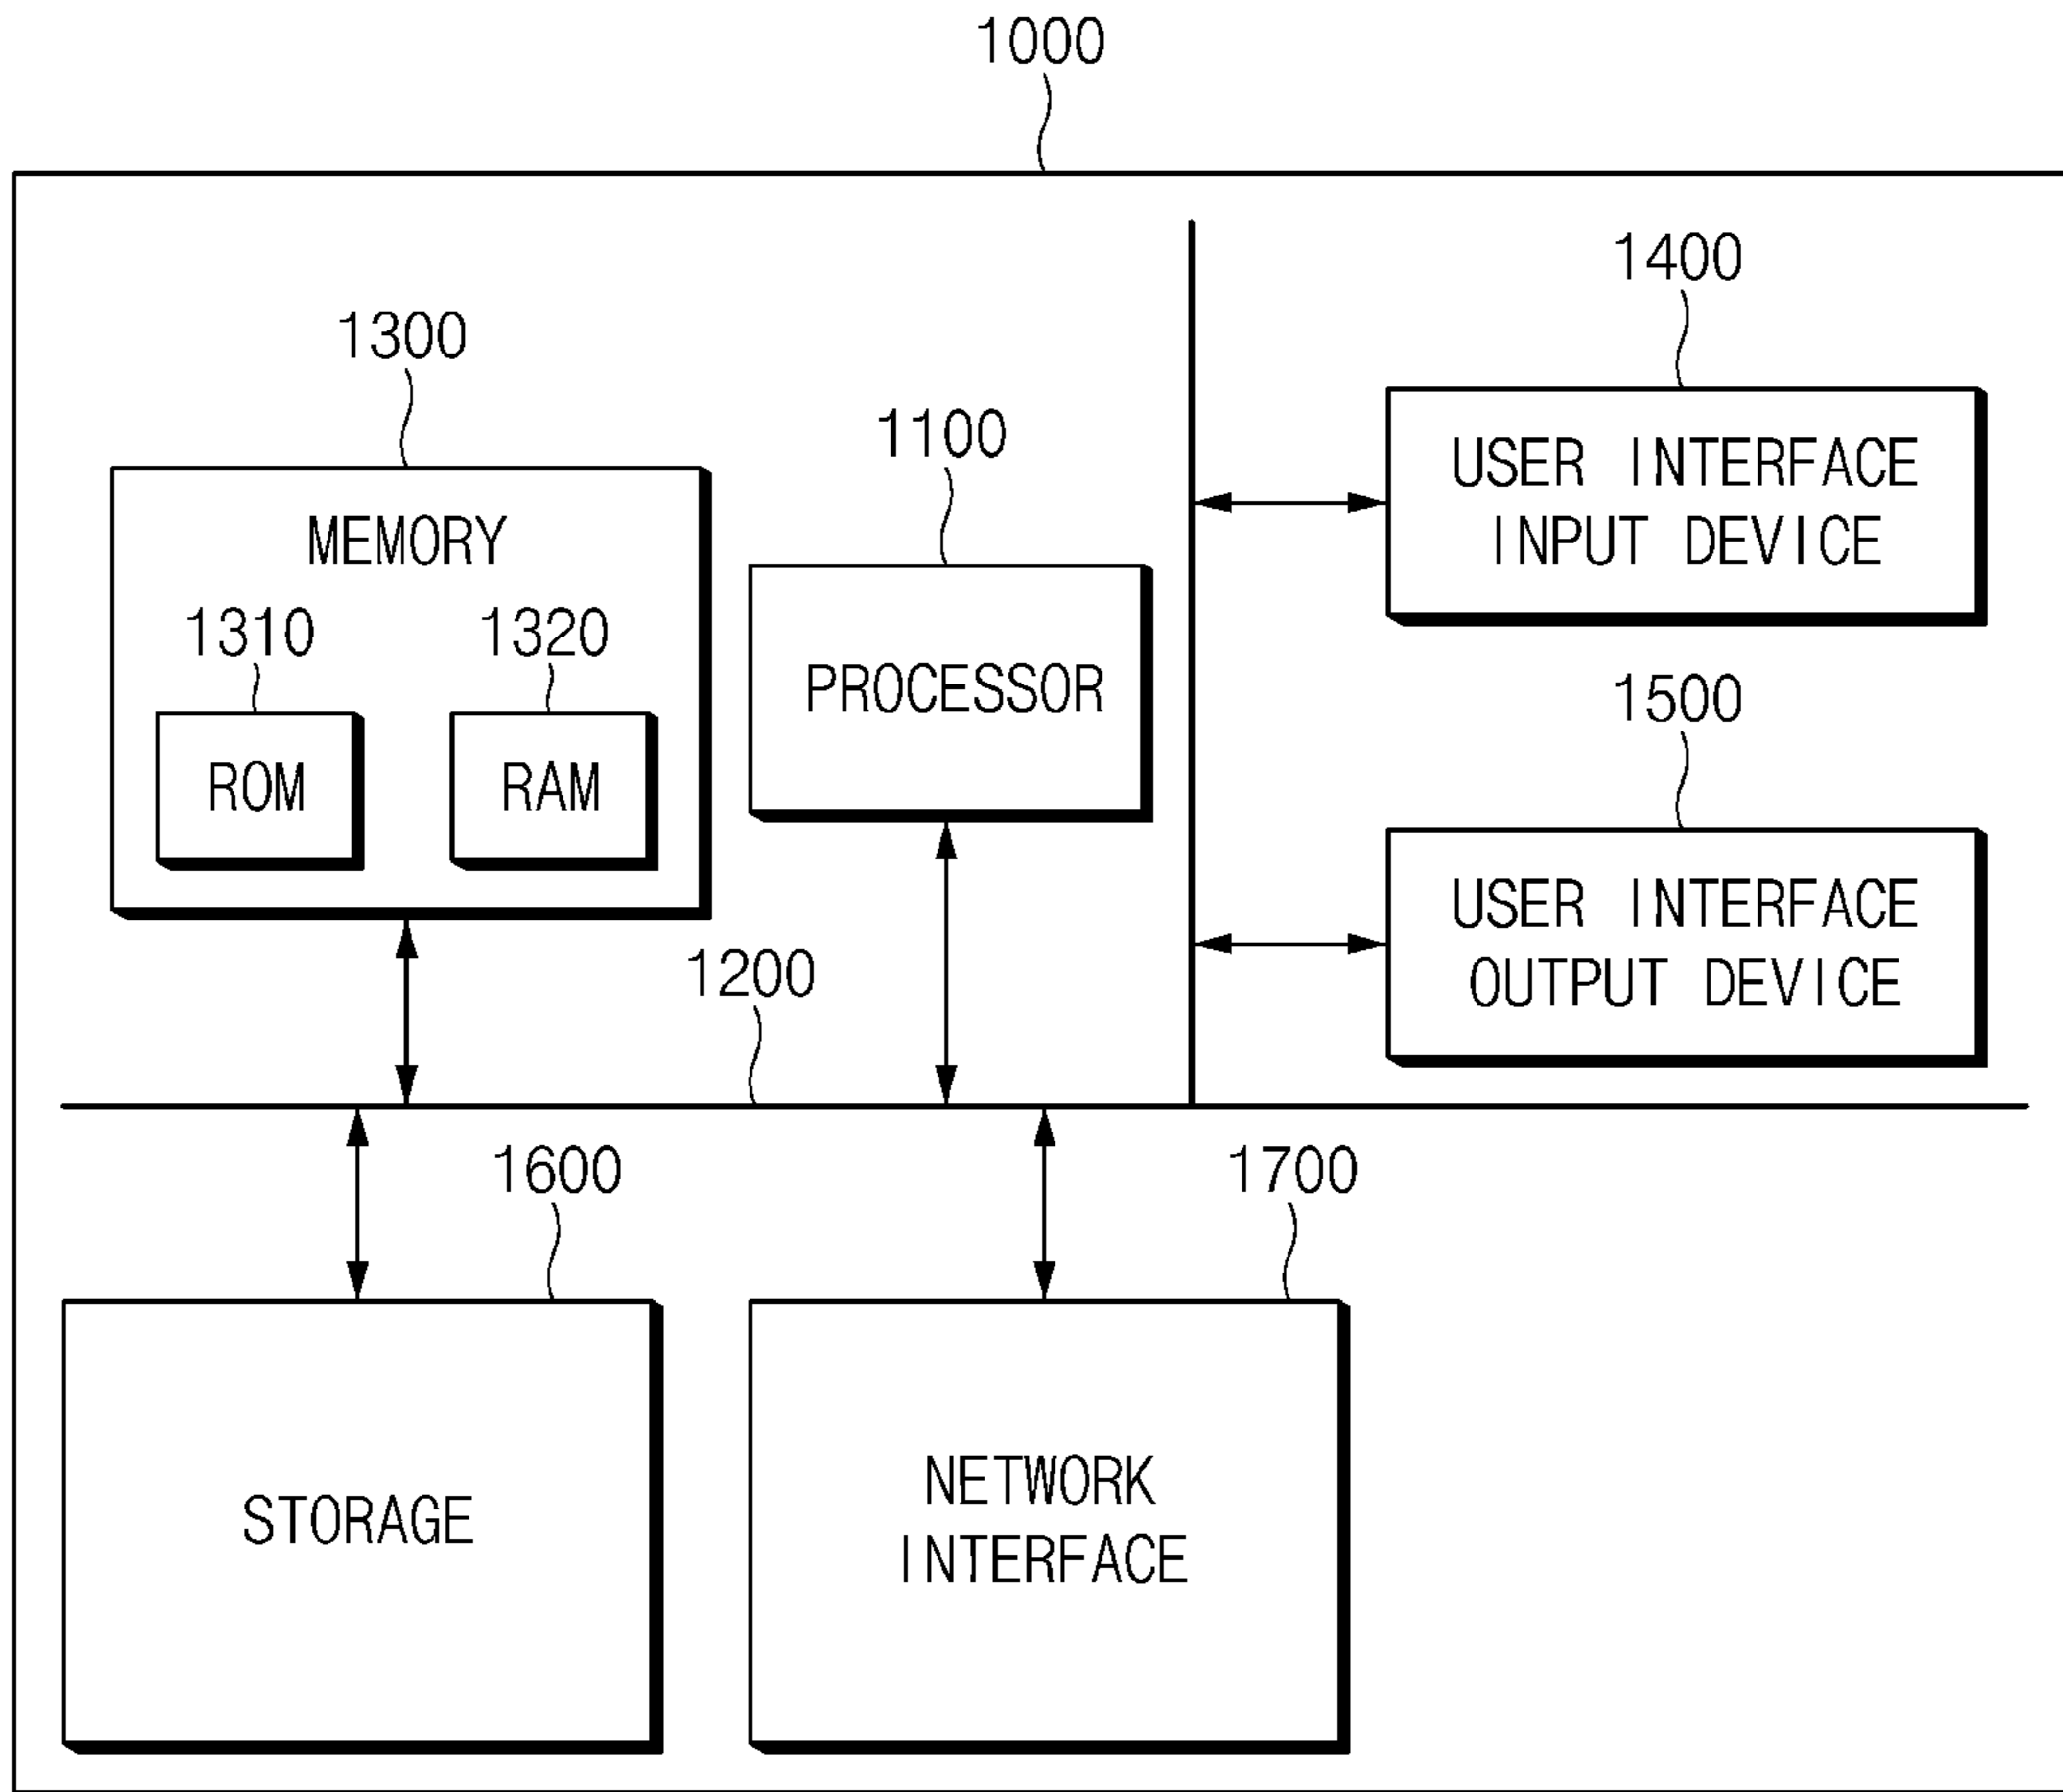 1000
1400
1300
1100
USER INTERFACE
INPUT DEVICE
MEMORY
1310
1320
PROCESSOR
ROM
RAM
1500
USER INTERFACE
OUTPUT DEVICE
1200
1600
1700
STORAGE
NETWORK
INTERFACE